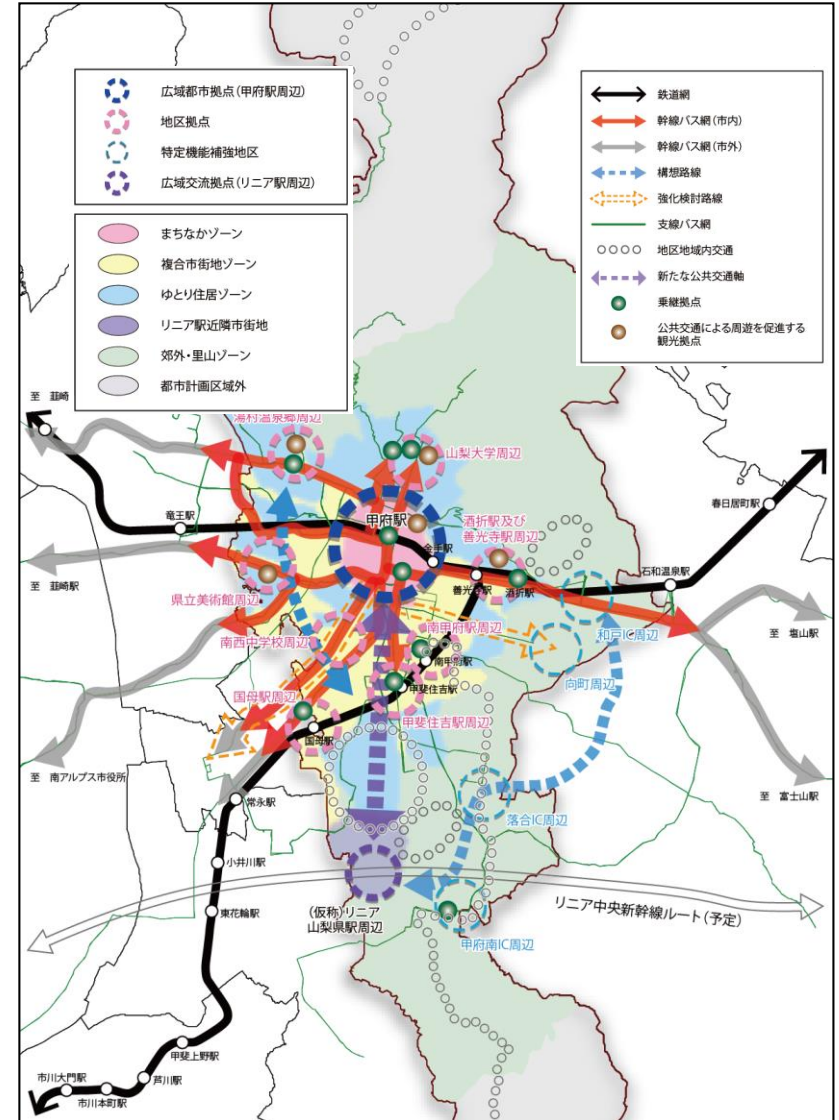 広域都市拠点(甲府駅周辺)
地区拠点
特定機能補強地区
広域交流拠点(リニア駅周辺)
まちなかゾーン
複合市街地ゾーン
ゆとり住居ゾーン
リニア駅近隣市街地
郊外・里山ゾーン
都市計画区域外
鉄道網
幹線バス網(市内)
幹線バス網(市外)
構想路線
強化検討路線
支線バス網
地区地域内交通
新たな公共交通軸
乗継拠点
公共交通による周遊を促進する
観光拠点
至 韮崎
湯村温泉郷周辺
山梨大学周辺
春日居町駅
竜王駅
甲府駅
酒折駅及び
善光寺駅周辺
金手駅
石和温泉駅
善光寺駅
酒折駅
至 韮崎駅
県立美術館周辺
和戸IC周辺
至 塩山駅
南西中学校周辺
南甲府駅周辺
南甲府駅
向町周辺
国母駅周辺
甲斐住吉駅
甲斐住吉駅周辺
国母駅
至 南アルプス市役所
常永駅
至 富士山駅
落合IC周辺
小井川駅
東花輪駅
(仮称)リニア
山梨県駅周辺
リニア中央新幹線ルート(予定)
甲府南IC周辺
甲斐上野駅
市川大門駅
芦川駅
市川本町駅